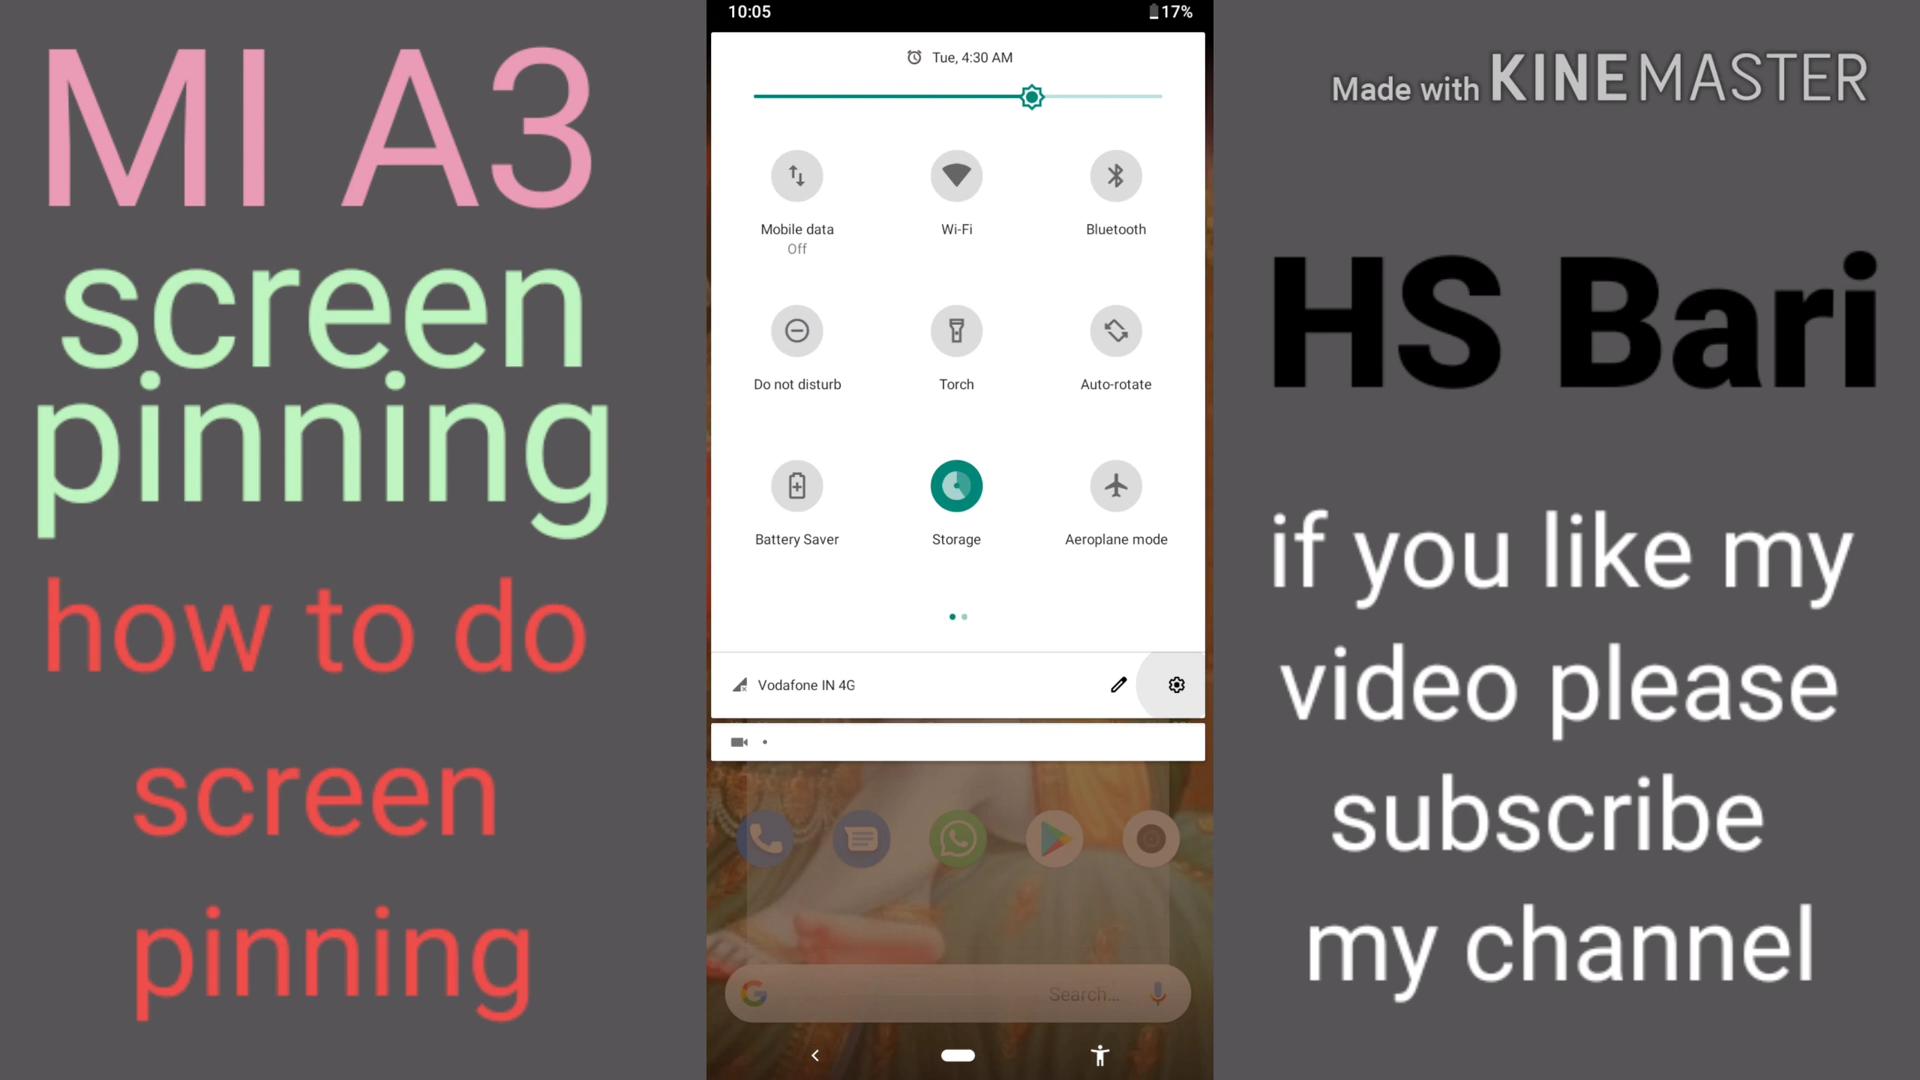 MI A3
screen
pinning
how to do
screen
pinning
10:05
17%
Tue, 4:30 AM
Mobile data
Off
Wi-Fi
Bluetooth
Do not disturb
Torch
Auto-rotate
Battery Saver
Storage
Aeroplane mode
Vodafone IN 4G
Search...
Made with KINEMASTER
HS Bari
if you like my
video please
subscribe
my channel